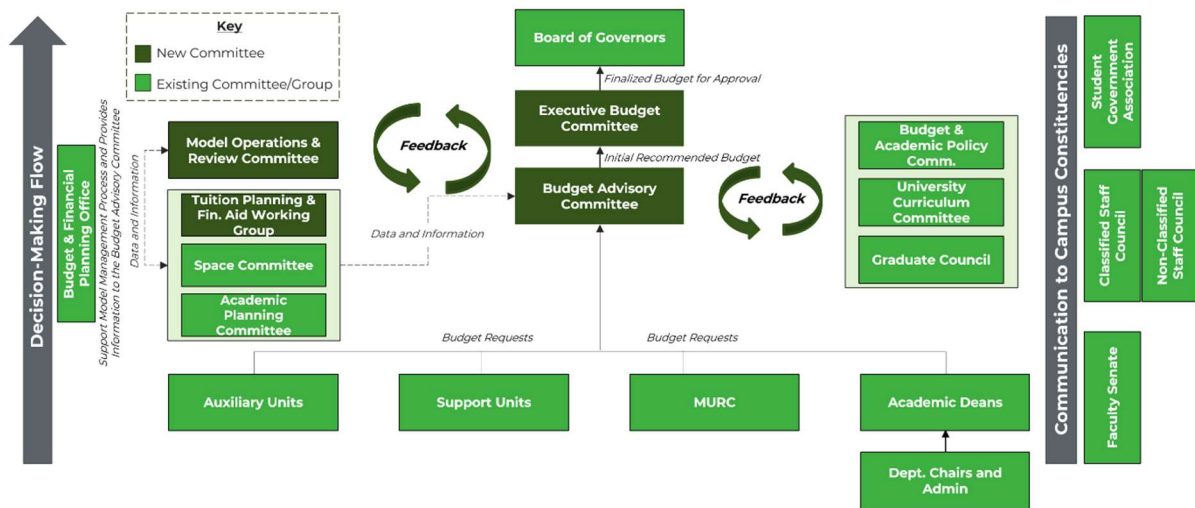 Key
New Committee
Existing Committee/Group
Decision-Making Flow
Budget & Financial
Planning Office
Support Model Management Process and Provides
Information to the Budget Advisory Committee
Data and Information
Model Operations &
Review Committee
Tuition Planning &
Fin. Aid Working
Group
Space Committee
Academic
Planning
Committee
Feedback
Data and Information
Board of Governors
Finalized Budget for Approval
Executive Budget
Committee
Initial Recommended Budget
Budget Advisory
Committee
Feedback
Budget &
Academic Policy
Comm.
University
Curriculum
Committee
Graduate Council
Budget Requests
Budget Requests
Auxiliary Units
Support Units
MURC
Academic Deans
Dept. Chairs and
Admin
Communication to Campus Constituencies
Student
Government
Association
Classified Staff
Council
Non-Classified
Staff Council
Faculty Senate